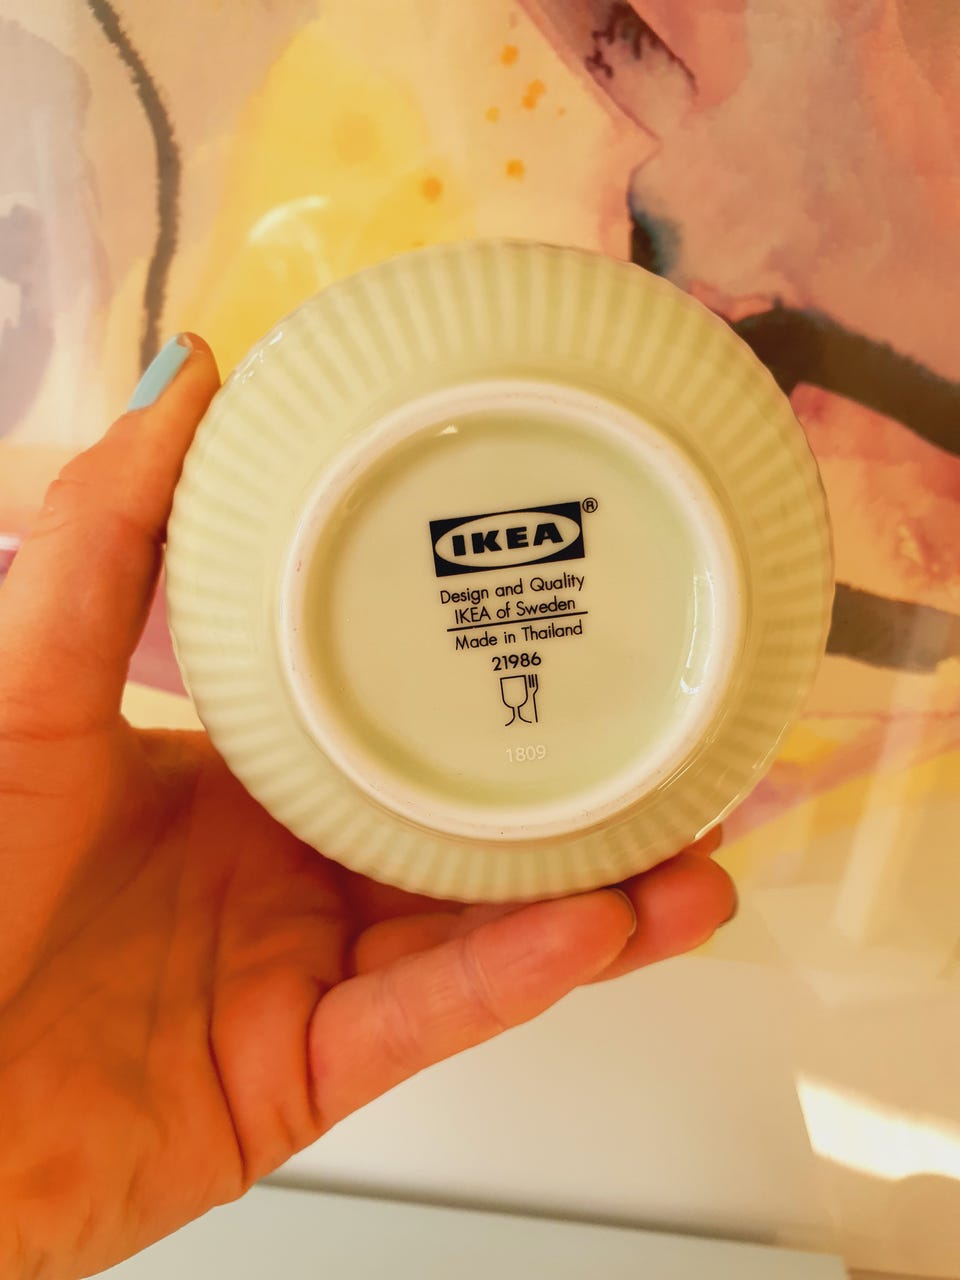 IKEA®
Design and Quality
IKEA of Sweden
Made in Thailand
21986
1809